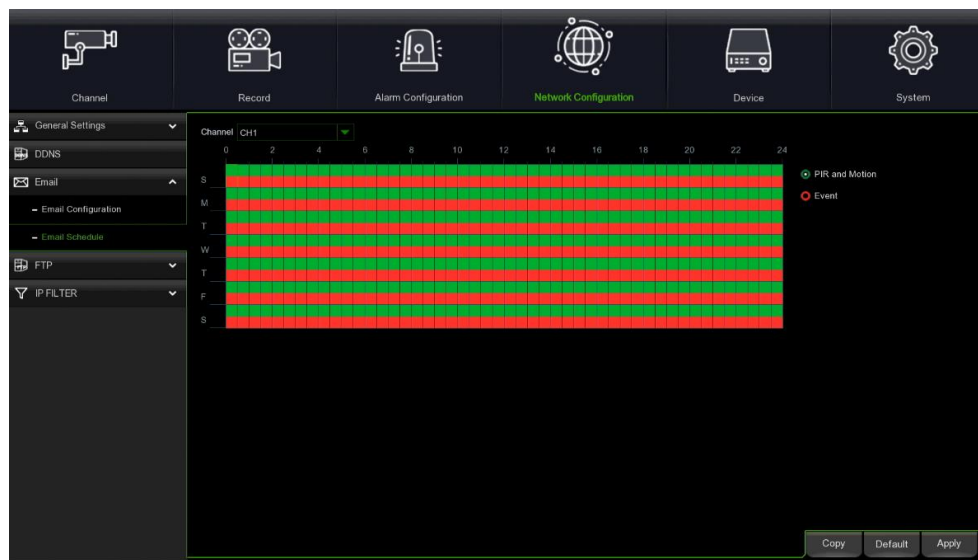 Channel Record Alarm Configuration Network Configuration Device System
General Settings
DDNS
Email
Email Configuration
Email Schedule
FTP
IP FILTER
Channel CH1
0 2 4 6 8 10 12 14 16 18 20 22 24
S
M
T
W
T
F
S
PIR and Motion
Event
Copy Default Apply